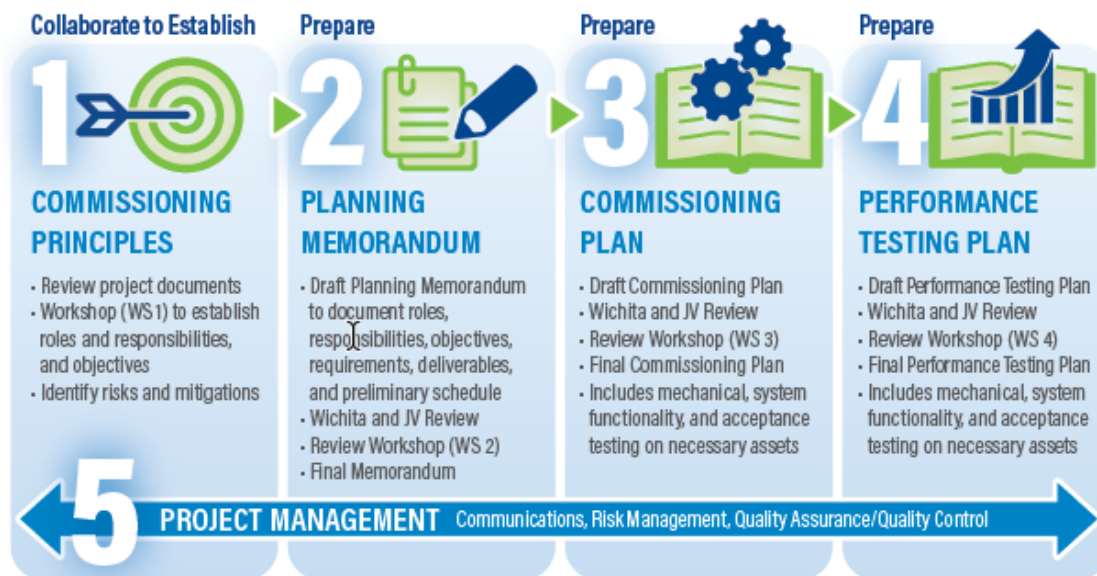 Collaborate to Establish
1
COMMISSIONING
PRINCIPLES
· Review project documents
· Workshop (WS1) to establish
roles and responsibilities,
and objectives
· Identify risks and mitigations
Prepare
2
PLANNING
MEMORANDUM
· Draft Planning Memorandum
to document roles,
responsibilities, objectives,
requirements, deliverables,
and preliminary schedule
· Wichita and JV Review
· Review Workshop (WS 2)
· Final Memorandum
Prepare
3
COMMISSIONING
PLAN
· Draft Commissioning Plan
· Wichita and JV Review
· Review Workshop (WS 3)
· Final Commissioning Plan
· Includes mechanical, system
functionality, and acceptance
testing on necessary assets
Prepare
4
PERFORMANCE
TESTING PLAN
· Draft Performance Testing Plan
· Wichita and JV Review
· Review Workshop (WS 4)
· Final Performance Testing Plan
· Includes mechanical, system
functionality, and acceptance
testing on necessary assets
5 PROJECT MANAGEMENT Communications, Risk Management, Quality Assurance/Quality Control